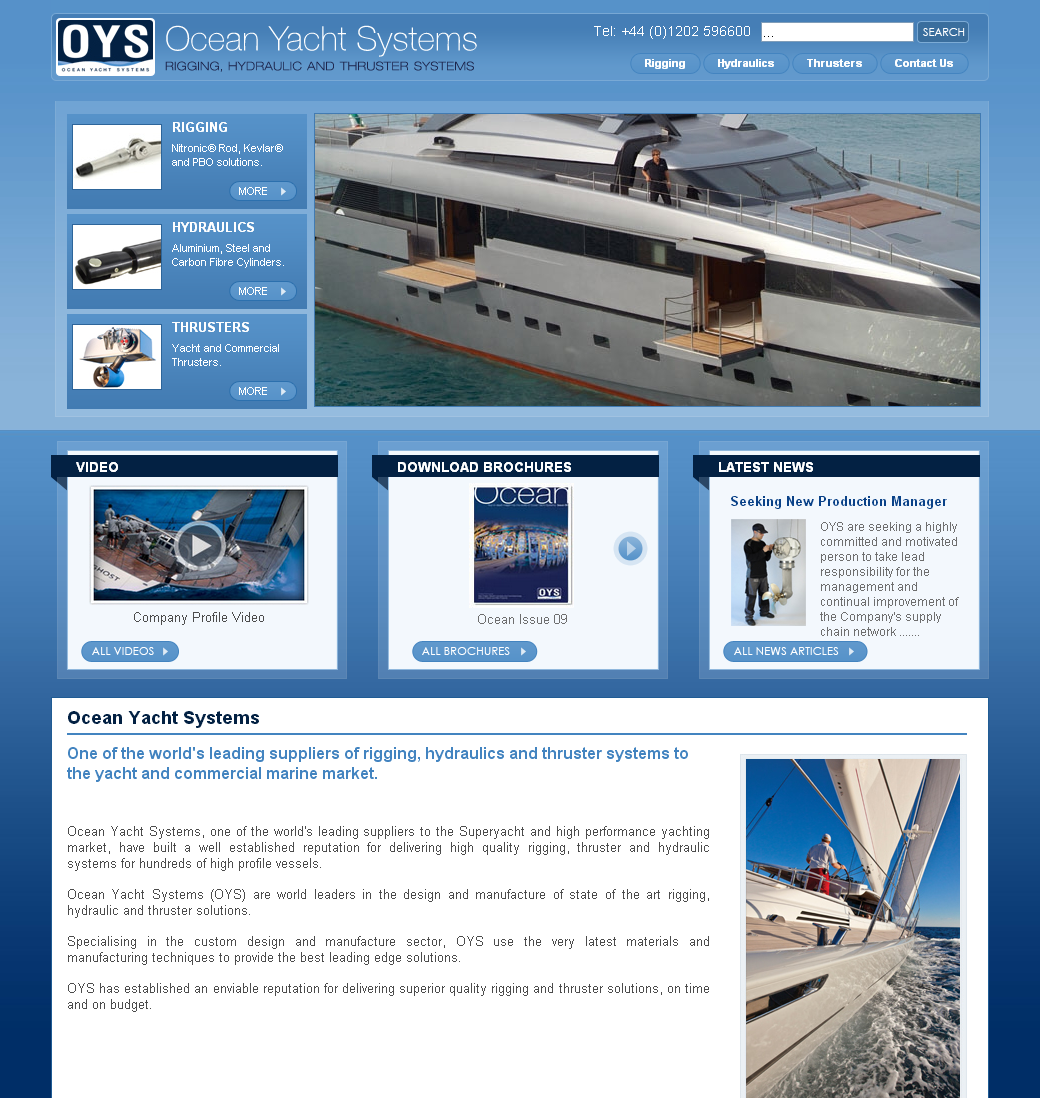 OYS
OCEAN YACHT SYSTEMS
Ocean Yacht Systems
RIGGING, HYDRAULIC AND THRUSTER SYSTEMS
Tel: +44 (0)1202 596600
...
SEARCH
Rigging
Hydraulics
Thrusters
Contact Us
RIGGING
Nitronic® Rod, Kevlar®
and PBO solutions.
MORE
HYDRAULICS
Aluminium, Steel and
Carbon Fibre Cylinders.
MORE
THRUSTERS
Yacht and Commercial
Thrusters.
MORE
VIDEO
GHOST
Company Profile Video
ALL VIDEOS
DOWNLOAD BROCHURES
Ocean
OYS
Ocean Issue 09
ALL BROCHURES
LATEST NEWS
Seeking New Production Manager
OYS are seeking a highly
committed and motivated
person to take lead
responsibility for the
management and
continual improvement of
the Company's supply
chain network .......
ALL NEWS ARTICLES
Ocean Yacht Systems
One of the world's leading suppliers of rigging, hydraulics and thruster systems to
the yacht and commercial marine market.
Ocean Yacht Systems, one of the world's leading suppliers to the Superyacht and high performance yachting
market, have built a well established reputation for delivering high quality rigging, thruster and hydraulic
systems for hundreds of high profile vessels.
Ocean Yacht Systems (OYS) are world leaders in the design and manufacture of state of the art rigging,
hydraulic and thruster solutions.
Specialising in the custom design and manufacture sector, OYS use the very latest materials and
manufacturing techniques to provide the best leading edge solutions.
OYS has established an enviable reputation for delivering superior quality rigging and thruster solutions, on time
and on budget.